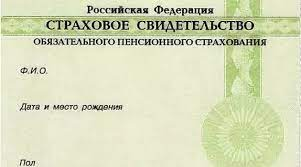 Российская Федерация
СТРАХОВОЕ СВИДЕТЕЛЬСТВО
ОБЯЗАТЕЛЬНОГО ПЕНСИОННОГО СТРАХОВАНИЯ
Ф.И.О.
Дата и место рождения
Пол